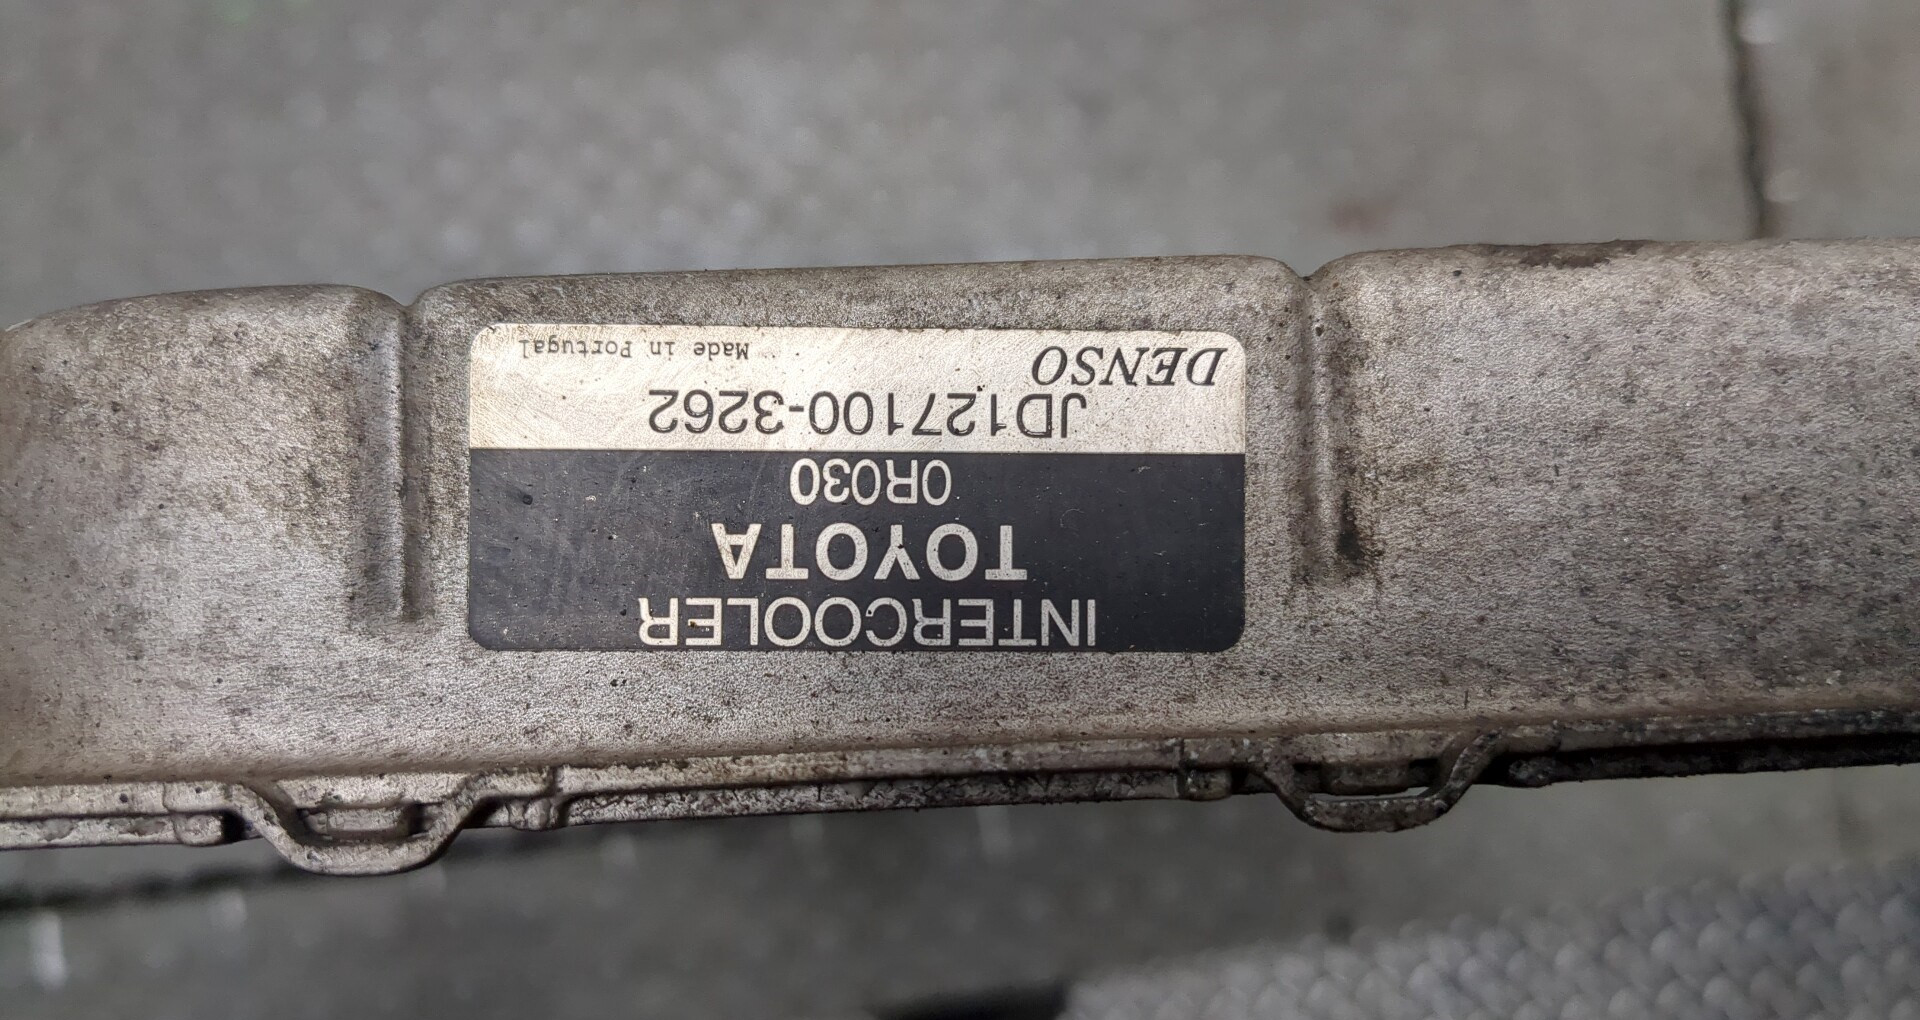 INTERCOOLER
TOYOTA
0R030
JD127100-3262
DENSO
Made in Portugal